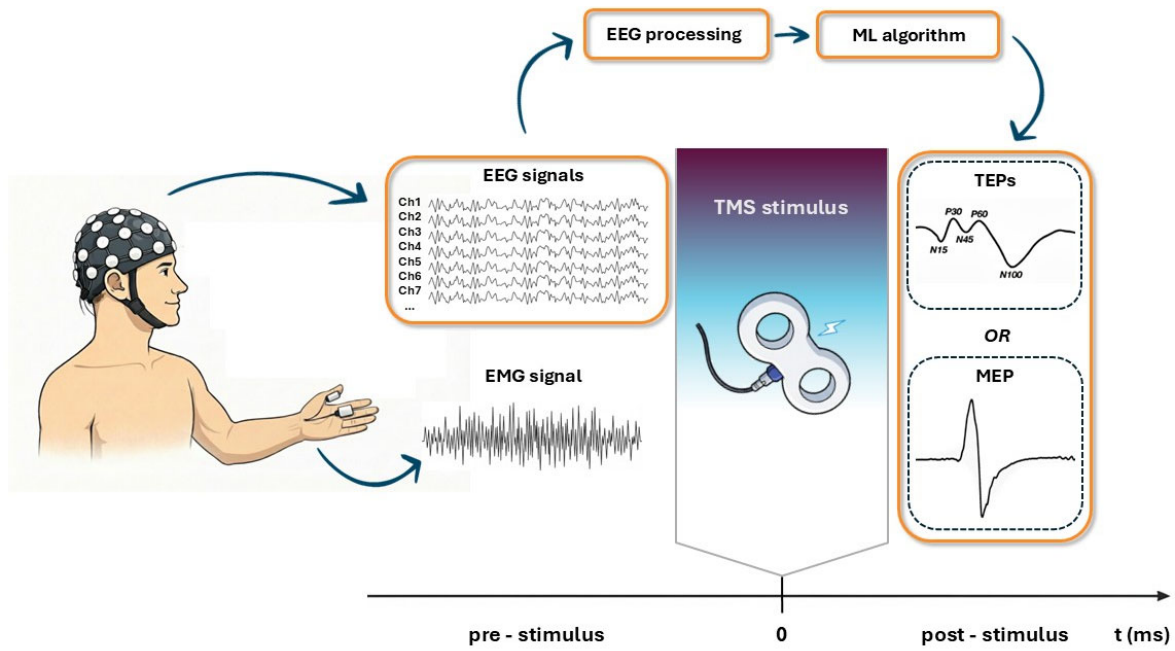 EEG processing
ML algorithm
EEG signals
Ch1
Ch2
Ch3
Ch4
Ch5
Ch6
Ch7
...
EMG signal
TMS stimulus
TEPs
P30 P60
N15 N45
N100
OR
MEP
pre - stimulus 0 post - stimulus t (ms)